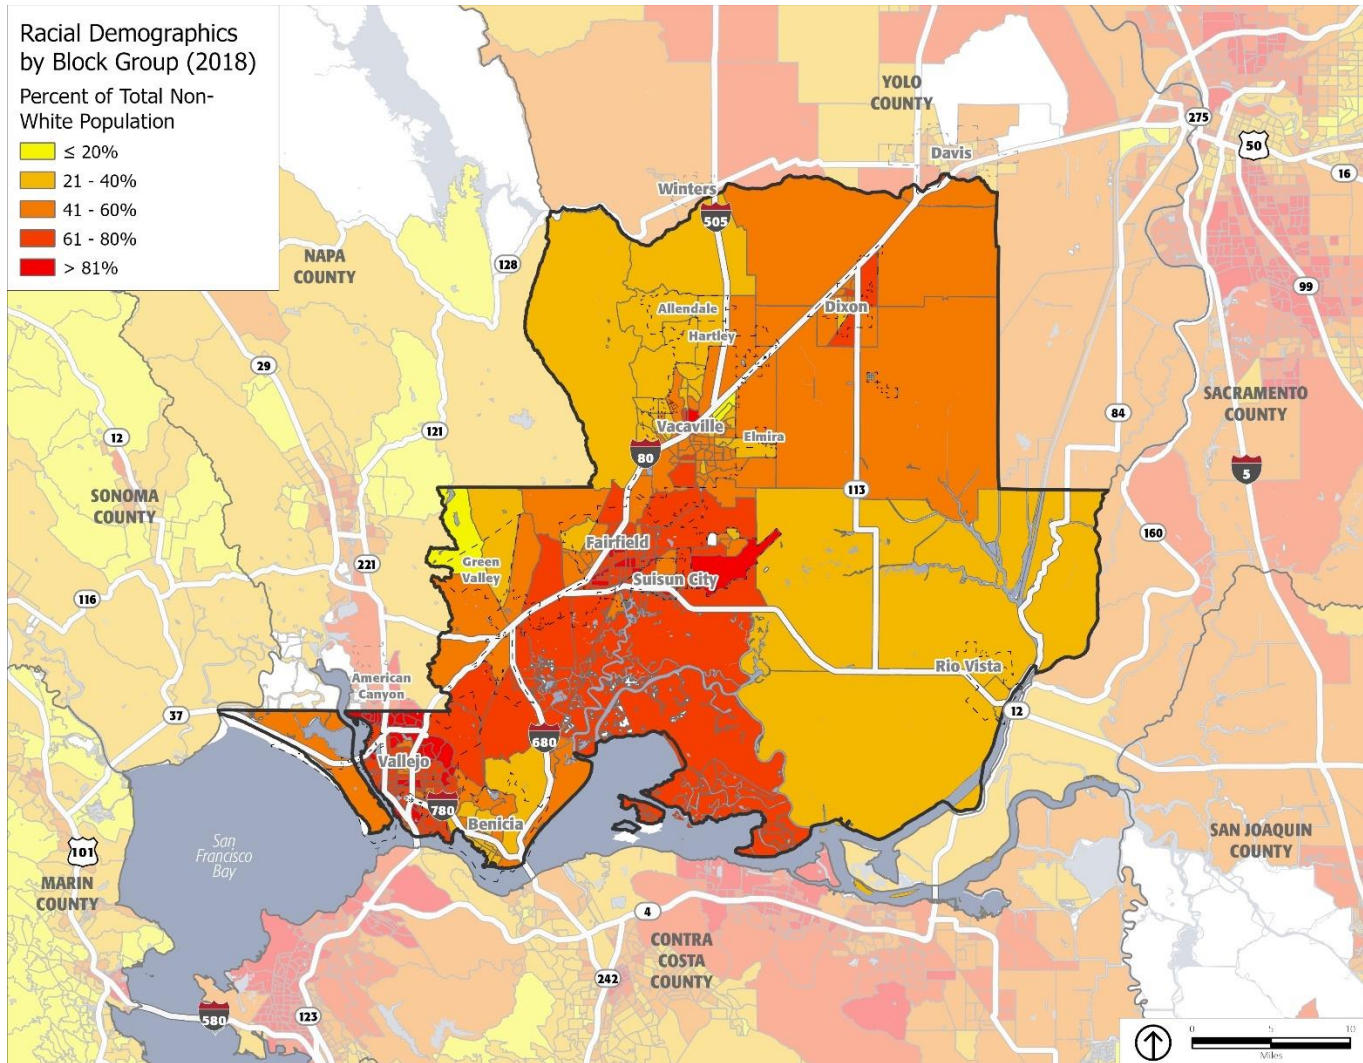 Racial Demographics
by Block Group (2018)
Percent of Total Non-
White Population
≤ 20%
21 - 40%
41 - 60%
61 - 80%
> 81%
YOLO
COUNTY
275
50
Davis
16
Winters
505
NAPA
COUNTY
128
99
Allendale
Dixon
Hartley
29
SACRAMENTO
COUNTY
84
12
121
Vacaville
Elmira
80
5
SONOMA
COUNTY
113
160
Fairfield
Green
Valley
221
Suisun City
116
Rio Vista
American
Canyon
37
12
680
Vallejo
780
Benicia
San
Francisco
Bay
101
SAN JOAQUIN
COUNTY
MARIN
COUNTY
4
CONTRA
COSTA
COUNTY
242
580
123
0 5 10
Miles